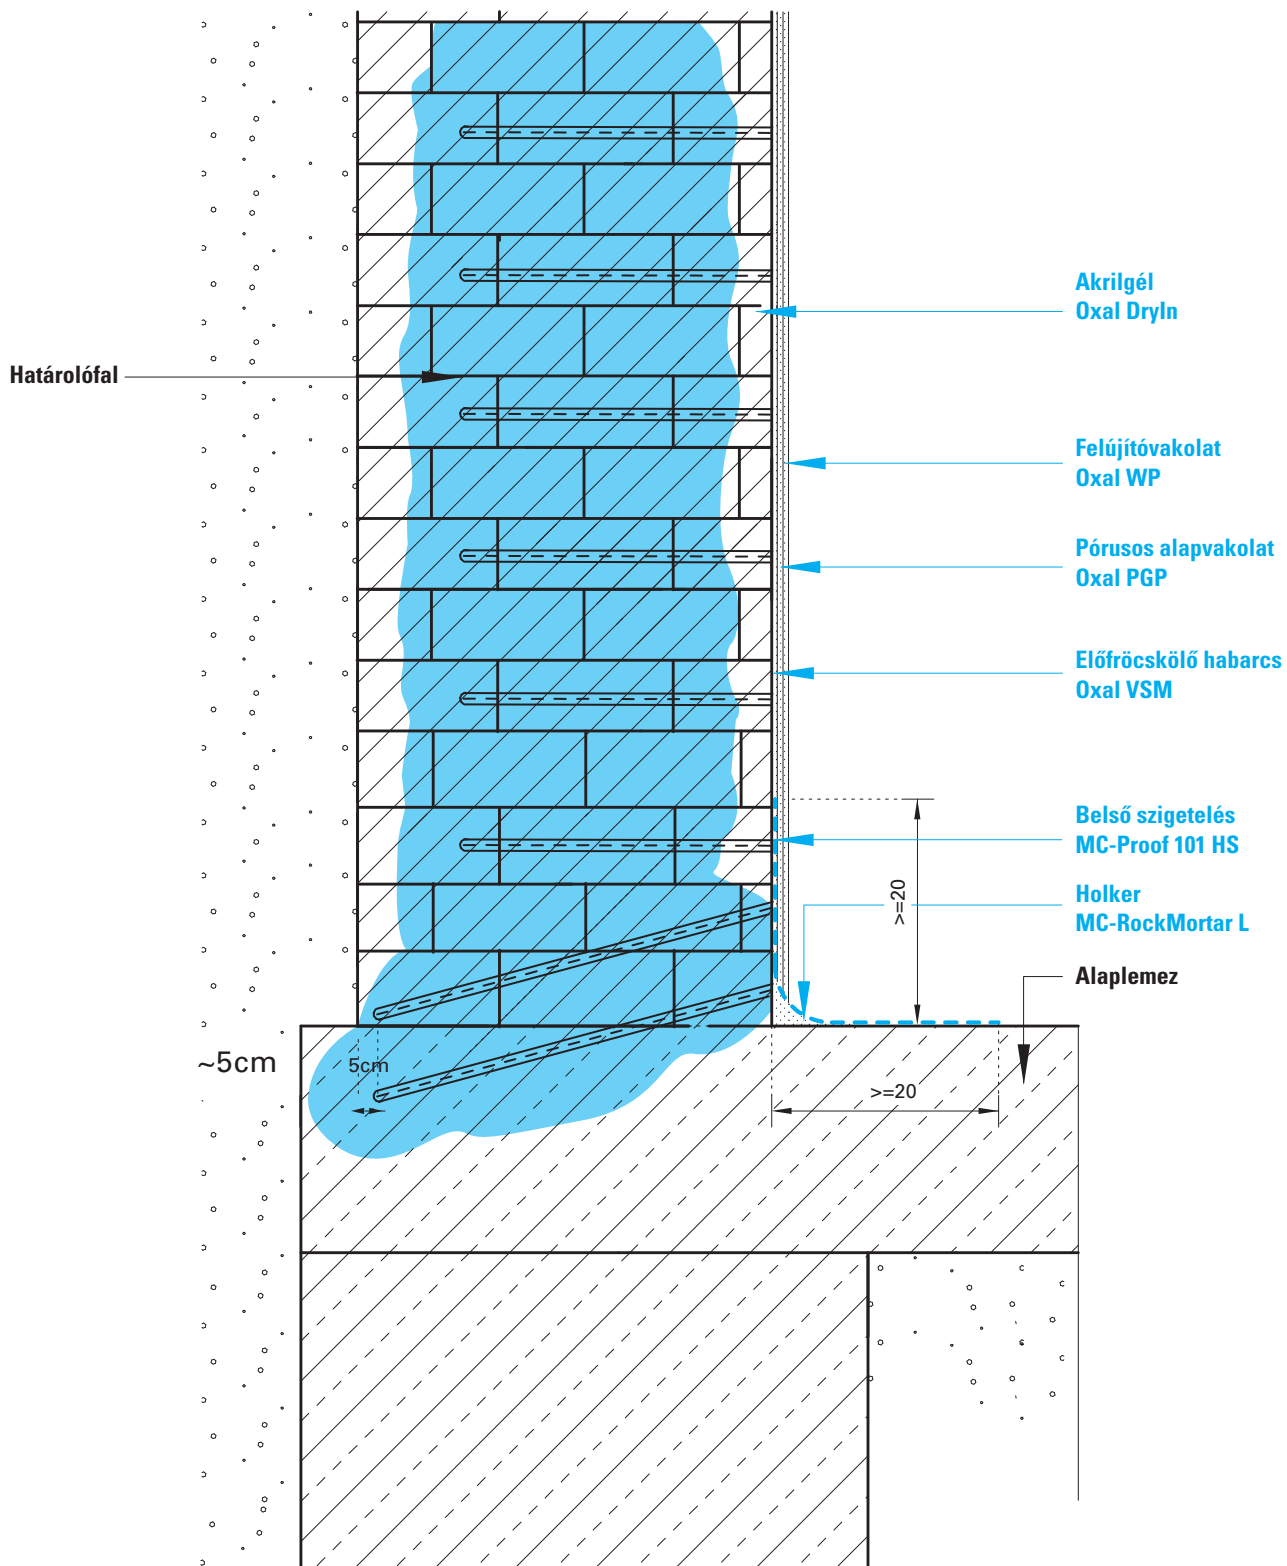 Akrilgél
Oxal DryIn
Határolófal
Felújítóvakolat
Oxal WP
Pórusos alapvakolat
Oxal PGP
Előfröcskölő habarcs
Oxal VSM
Belső szigetelés
MC-Proof 101 HS
>=20
Holker
MC-RockMortar L
Alaplemez
~5cm
5cm
>=20